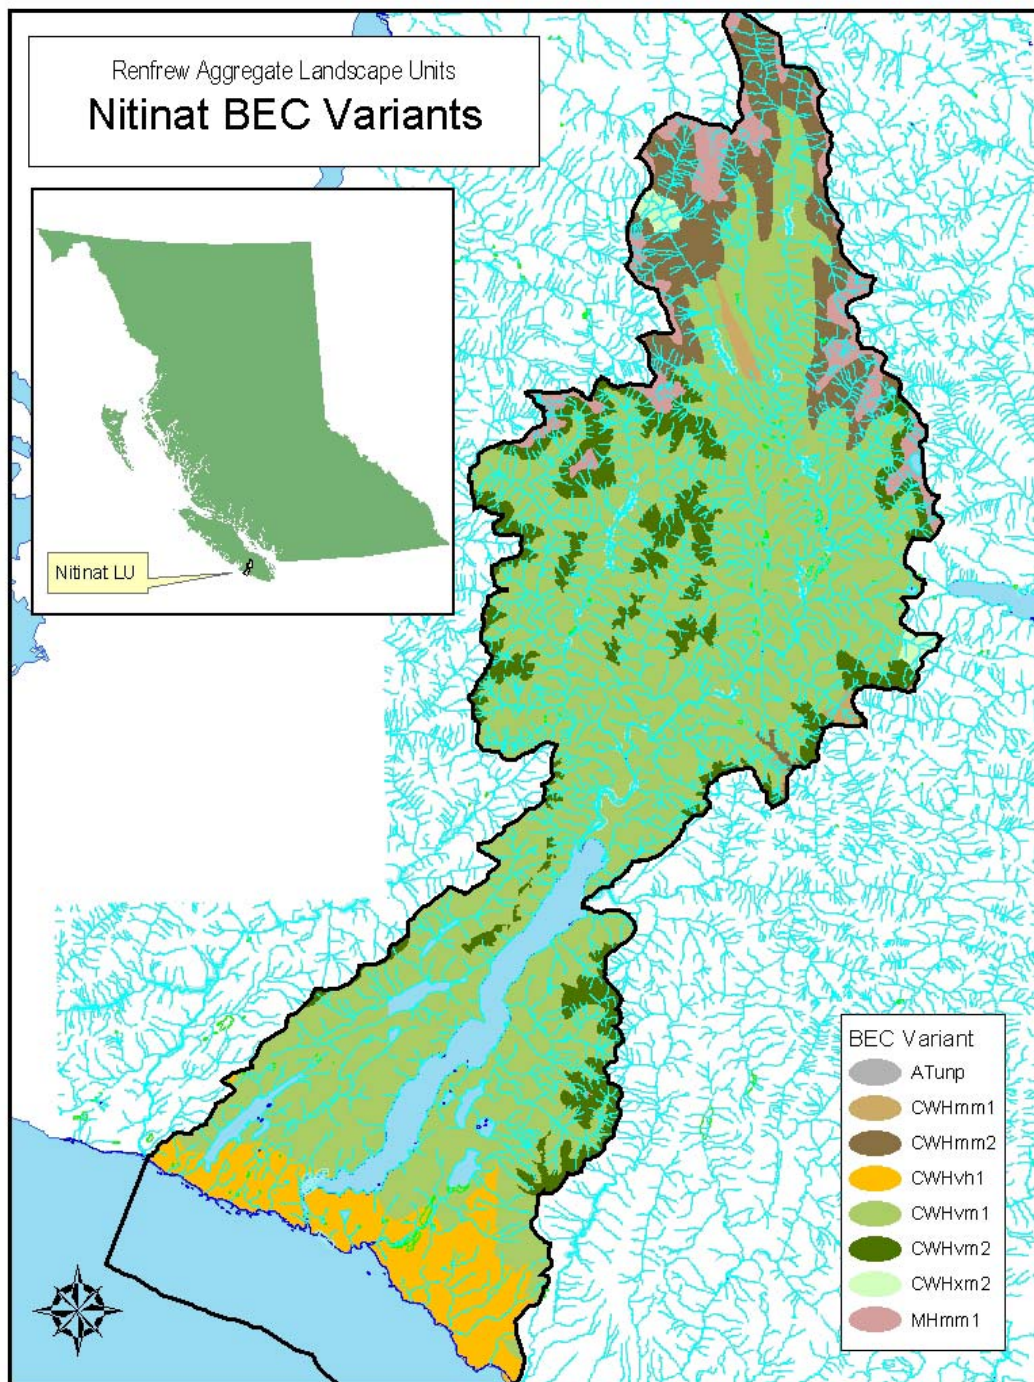 Renfrew Aggregate Landscape Units
Nitinat BEC Variants
Nitinat LU
BEC Variant
ATunp
CWHmm1
CWHmm2
CWHvh1
CWHvm1
CWHvm2
CWHxm2
MHmm1